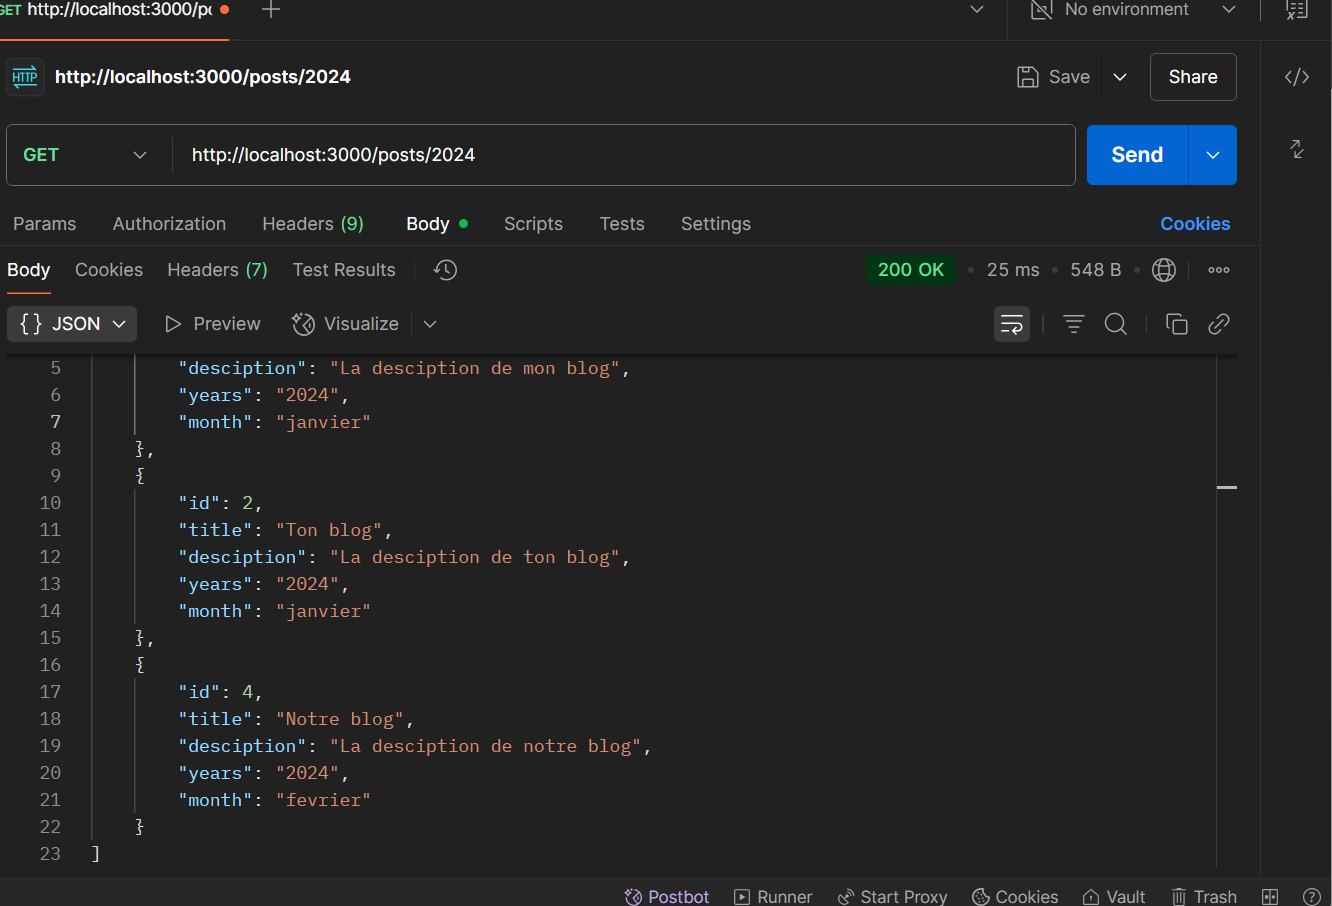 GET http://localhost:3000/pc No environment
HTTP http://localhost:3000/posts/2024 Save Share
GET http://localhost:3000/posts/2024 Send
Params Authorization Headers (9) Body Scripts Tests Settings Cookies
Body Cookies Headers (7) Test Results 200 OK 25 ms 548 B
{} JSON Preview Visualize
5 "desciption": "La desciption de mon blog",
6 "years": "2024",
7 "month": "janvier"
8 },
9 {
10 "id": 2,
11 "title": "Ton blog",
12 "desciption": "La desciption de ton blog",
13 "years": "2024",
14 "month": "janvier"
15 },
16 {
17 "id": 4,
18 "title": "Notre blog",
19 "desciption": "La desciption de notre blog",
20 "years": "2024",
21 "month": "fevrier"
22 }
23 ]
Postbot Runner Start Proxy Cookies Vault Trash